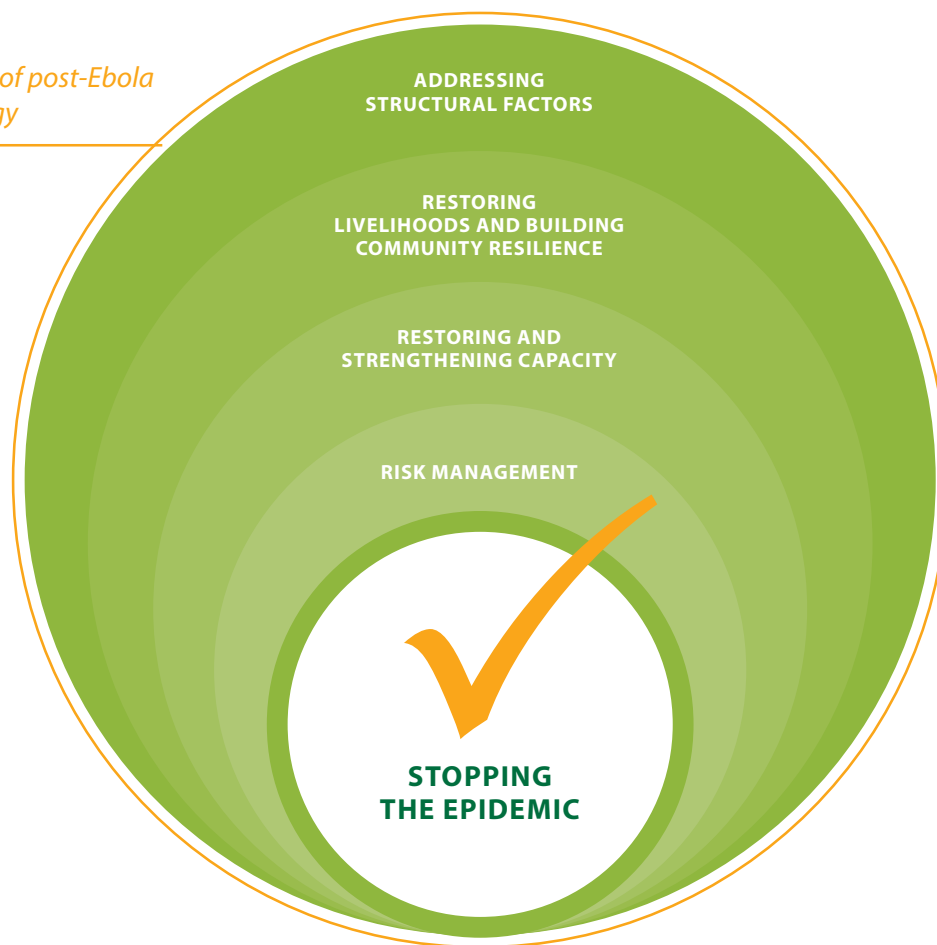 of post-Ebola
gy
ADDRESSING
STRUCTURAL FACTORS
RESTORING
LIVELIHOODS AND BUILDING
COMMUNITY RESILIENCE
RESTORING AND
STRENGTHENING CAPACITY
RISK MANAGEMENT
STOPPING
THE EPIDEMIC